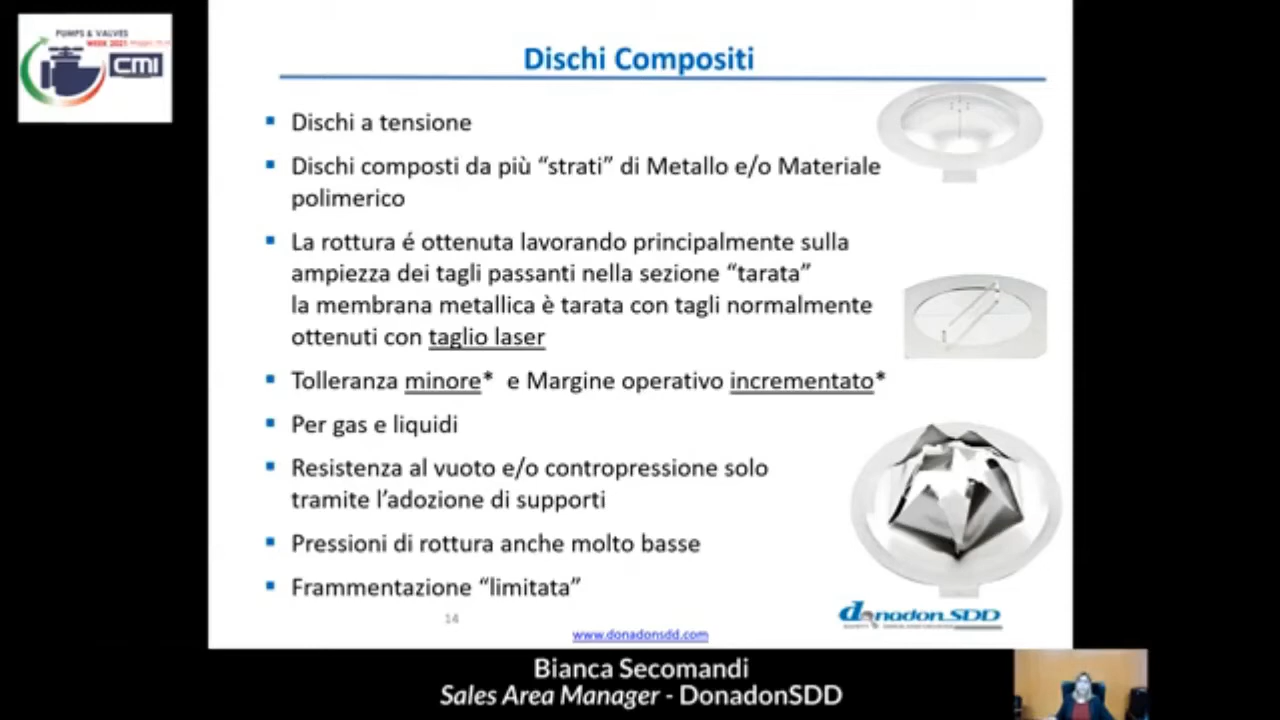 PUMPS & VALVES
WEEK 2021
CMI
Dischi Compositi
Dischi a tensione
Dischi composti da più “strati” di Metallo e/o Materiale
polimerico
La rottura é ottenuta lavorando principalmente sulla
ampiezza dei tagli passanti nella sezione “tarata”
la membrana metallica è tarata con tagli normalmente
ottenuti con taglio laser
Tolleranza minore* e Margine operativo incrementato*
Per gas e liquidi
Resistenza al vuoto e/o contropressione solo
tramite l’adozione di supporti
Pressioni di rottura anche molto basse
Frammentazione “limitata”
14
donadon SDD
www.donadonsdd.com
Bianca Secomandi
Sales Area Manager - DonadonSDD